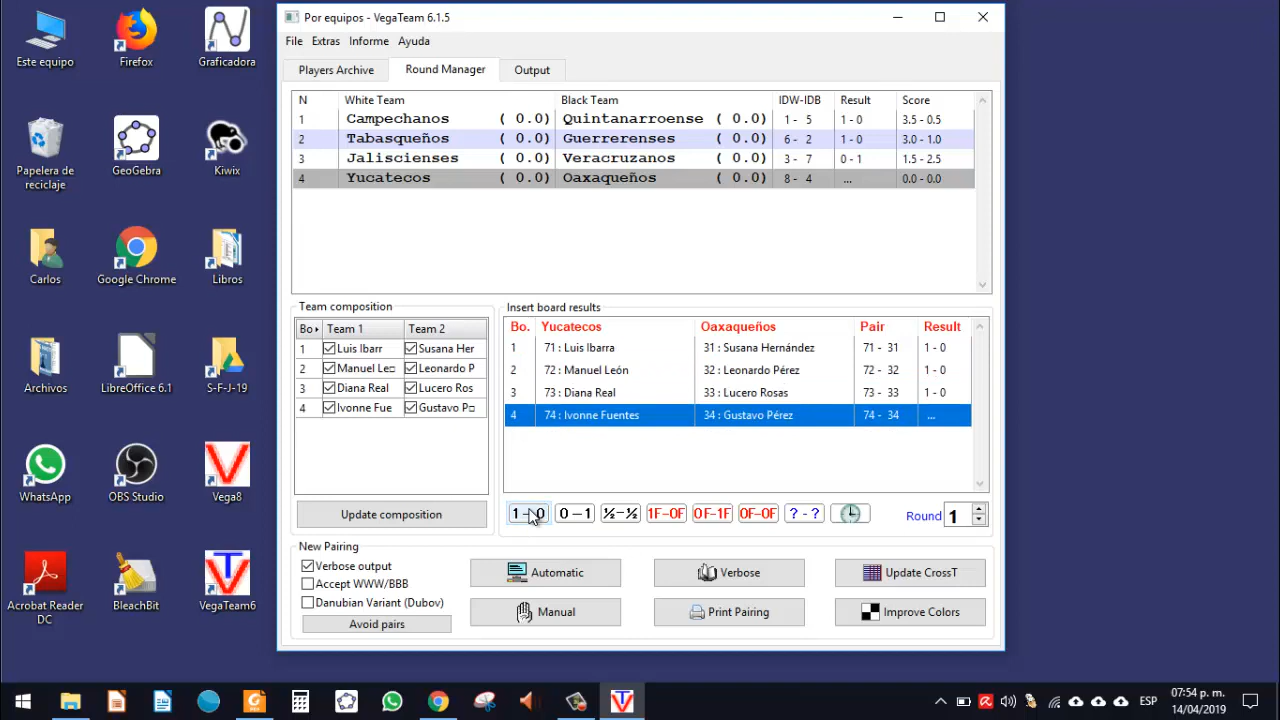 Este equipo
Firefox
Graficadora
Papelera de reciclaje
GeoGebra
Kiwix
Carlos
Google Chrome
Libros
Archivos
LibreOffice 6.1
S-F-J-19
WhatsApp
OBS Studio
Vega8
Acrobat Reader DC
BleachBit
VegaTeam6
Por equipos - VegaTeam 6.1.5
File Extras Informe Ayuda
Players Archive Round Manager Output
N White Team Black Team IDW-IDB Result Score
1 Campechanos ( 0.0) Quintanarroense ( 0.0) 1 - 5 1 - 0 3.5 - 0.5
2 Tabasqueños ( 0.0) Guerrerenses ( 0.0) 6 - 2 1 - 0 3.0 - 1.0
3 Jaliscienses ( 0.0) Veracruzanos ( 0.0) 3 - 7 0 - 1 1.5 - 2.5
4 Yucatecos ( 0.0) Oaxaqueños ( 0.0) 8 - 4 ... 0.0 - 0.0
Team composition
Bo Team 1 Team 2
1 Luis Ibarr Susana Her
2 Manuel Le Leonardo P
3 Diana Real Lucero Ros
4 Ivonne Fue Gustavo P
Update composition
Insert board results
Bo. Yucatecos Oaxaqueños Pair Result
1 71 : Luis Ibarra 31 : Susana Hernández 71 - 31 1 - 0
2 72 : Manuel León 32 : Leonardo Pérez 72 - 32 1 - 0
3 73 : Diana Real 33 : Lucero Rosas 73 - 33 1 - 0
4 74 : Ivonne Fuentes 34 : Gustavo Pérez 74 - 34 ...
1 - 0 0 - 1 ½-½ 1F-0F 0F-1F 0F-0F ? - ? Round 1
New Pairing
Verbose output
Accept WWW/BBB
Danubian Variant (Dubov)
Avoid pairs
Automatic Verbose Update CrossT
Manual Print Pairing Improve Colors
ESP
07:54 p. m.
14/04/2019